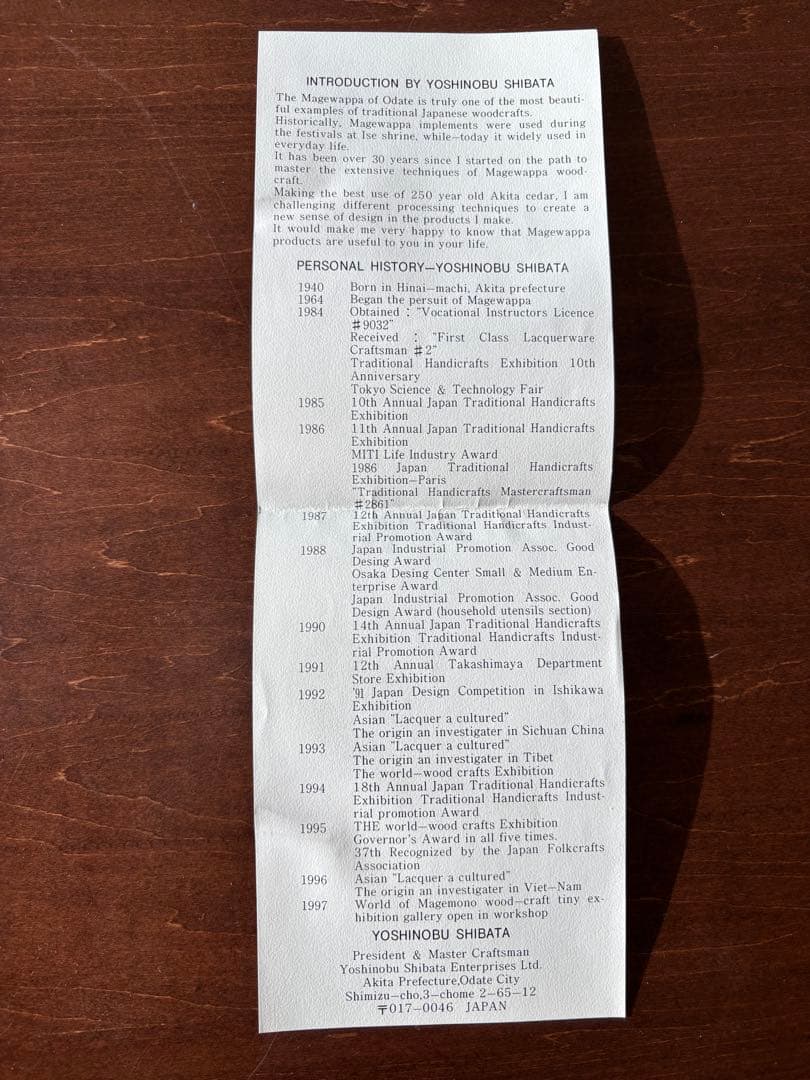 INTRODUCTION BY YOSHINOBU SHIBATA
The Magewappa of Odate is truly one of the most beauti-
ful examples of traditional Japanese woodcrafts.
Historically, Magewappa implements were used during
the festivals at Ise shrine, while—today it widely used in
everyday life.
It has been over 30 years since I started on the path to
master the extensive techniques of Magewappa wood-
craft.
Making the best use of 250 year old Akita cedar, I am
challenging different processing techniques to create a
new sense of design in the products I make.
It would make me very happy to know that Magewappa
products are useful to you in your life.
PERSONAL HISTORY—YOSHINOBU SHIBATA
1940 Born in Hinai—machi, Akita prefecture
1964 Began the persuit of Magewappa
1984 Obtained : "Vocational Instructors Licence
#9032"
Received : "First Class Lacquerware
Craftsman #2"
Traditional Handicrafts Exhibition 10th
Anniversary
Tokyo Science & Technology Fair
1985 10th Annual Japan Traditional Handicrafts
Exhibition
1986 11th Annual Japan Traditional Handicrafts
Exhibition
MITI Life Industry Award
1986 Japan Traditional Handicrafts
Exhibition—Paris
"Traditional Handicrafts Mastercraftsman
#2861"
1987 12th Annual Japan Traditional Handicrafts
Exhibition Traditional Handicrafts Indust-
rial Promotion Award
1988 Japan Industrial Promotion Assoc. Good
Desing Award
Osaka Desing Center Small & Medium En-
terprise Award
Japan Industrial Promotion Assoc. Good
Design Award (household utensils section)
1990 14th Annual Japan Traditional Handicrafts
Exhibition Traditional Handicrafts Indust-
rial Promotion Award
1991 12th Annual Takashimaya Department
Store Exhibition
1992 '91 Japan Design Competition in Ishikawa
Exhibition
Asian "Lacquer a cultured"
The origin an investigater in Sichuan China
1993 Asian "Lacquer a cultured"
The origin an investigater in Tibet
The world—wood crafts Exhibition
1994 18th Annual Japan Traditional Handicrafts
Exhibition Traditional Handicrafts Indust-
rial promotion Award
1995 THE world—wood crafts Exhibition
Governor's Award in all five times.
37th Recognized by the Japan Folkcrafts
Association
1996 Asian "Lacquer a cultured"
The origin an investigater in Viet—Nam
1997 World of Magemono wood—craft tiny ex-
hibition gallery open in workshop
YOSHINOBU SHIBATA
President & Master Craftsman
Yoshinobu Shibata Enterprises Ltd.
Akita Prefecture,Odate City
Shimizu—cho,3—chome 2—65—12
〒017—0046 JAPAN